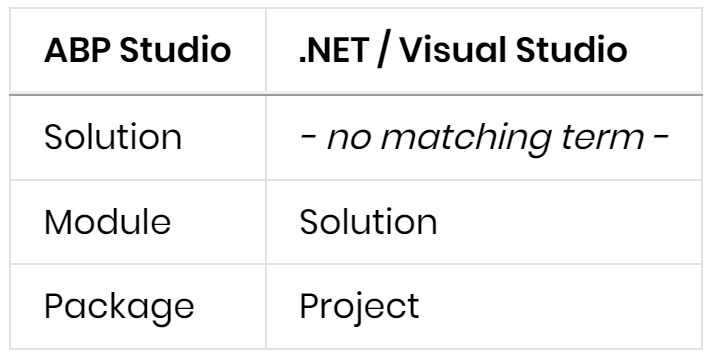 ABP Studio .NET / Visual Studio
Solution - no matching term -
Module Solution
Package Project